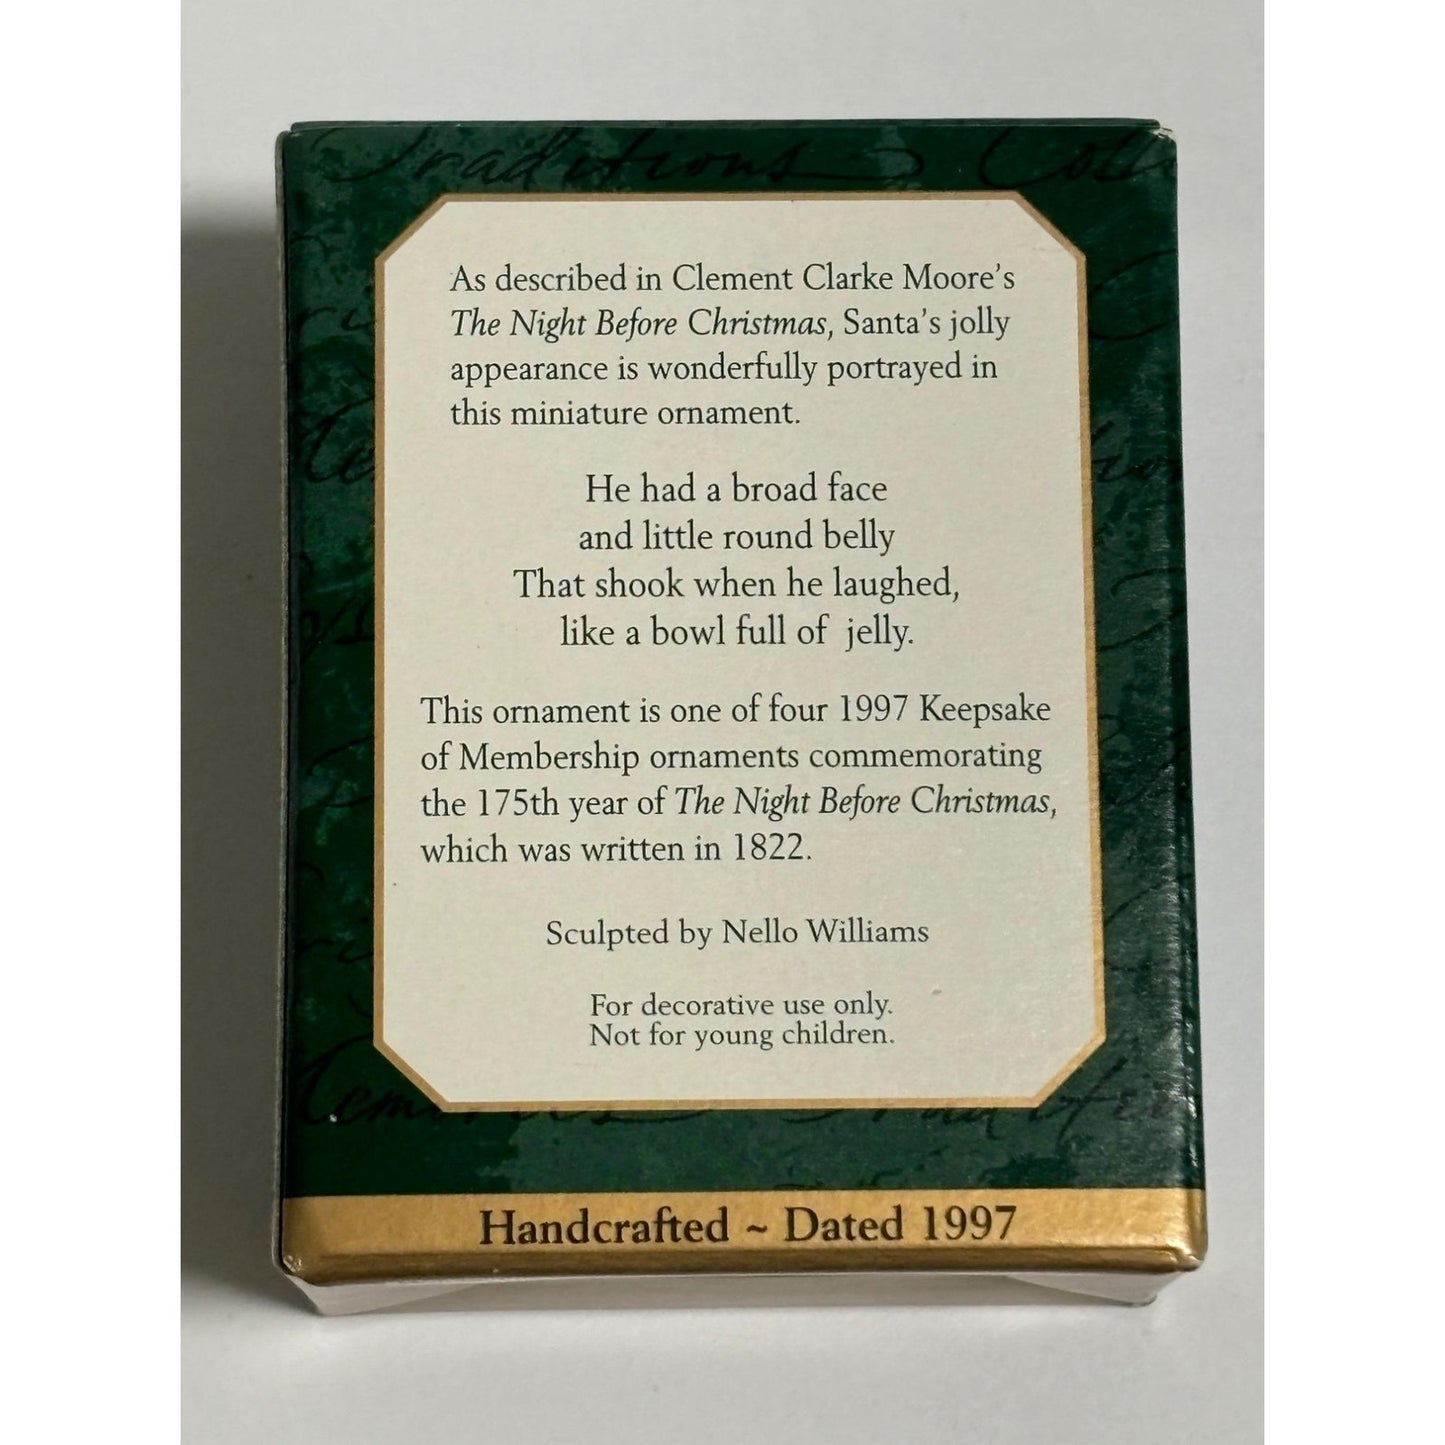 Traditions
As described in Clement Clarke Moore's
The Night Before Christmas, Santa's jolly
appearance is wonderfully portrayed in
this miniature ornament.
He had a broad face
and little round belly
That shook when he laughed,
like a bowl full of jelly.
This ornament is one of four 1997 Keepsake
of Membership ornaments commemorating
the 175th year of The Night Before Christmas,
which was written in 1822.
Sculpted by Nello Williams
For decorative use only.
Not for young children.
Handcrafted ~ Dated 1997